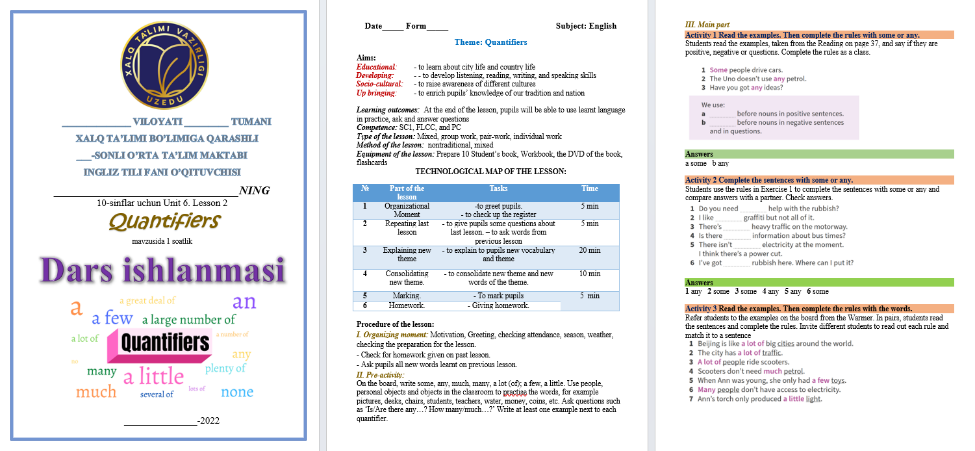 XALQ TA'LIMI VAZIRLIGI
UZEDU
______________ VILOYATI _________ TUMANI
XALQ TA'LIMI BO'LIMIGA QARASHLI
___-SONLI O'RTA TA'LIM MAKTABI
INGLIZ TILI FANI O'QITUVCHISI
______________________________NING
10-sinflar uchun Unit 6. Lesson 2
Quantifiers
mavzusida 1 soatlik
Dars ishlanmasi
a
a great deal of
an
a few
a large number of
a lot of
Quantifiers
a number of
any
many
a little
plenty of
much
several of
lots of
none
_______________-2022
Date_____ Form_____ Subject: English
Theme: Quantifiers
Aims:
Educational: - to learn about city life and country life
Developing: - - to develop listening, reading, writing, and speaking skills
Socio-cultural: - to raise awareness of different cultures
Up bringing: - to enrich pupils' knowledge of our tradition and nation
Learning outcomes: At the end of the lesson, pupils will be able to use learnt language
in practice, ask and answer questions
Competence: SC1, FLCC, and PC
Type of the lesson: Mixed, group work, pair-work, individual work
Method of the lesson: nontraditional, mixed
Equipment of the lesson: Prepare 10 Student's book, Workbook, the DVD of the book,
flashcards
TECHNOLOGICAL MAP OF THE LESSON:
№ Part of the lesson Tasks Time
1 Organizational Moment -to greet pupils. - to check up the register 5 min
2 Repeating last lesson - to give pupils some questions about last lesson. – to ask words from previous lesson 5 min
3 Explaining new theme - to explain to pupils new vocabulary and theme 20 min
4 Consolidating new theme. - to consolidate new theme and new words of the theme. 10 min
5 Marking. - To mark pupils 5 min
6 Homework. - Giving homework.
Procedure of the lesson:
I. Organizing moment: Motivation, Greeting, checking attendance, season, weather,
checking the preparation for the lesson.
- Check for homework given on past lesson.
- Ask pupils all new words learnt on previous lesson.
II. Pre-activity:
On the board, write some, any, much, many, a lot (of); a few, a little. Use people,
personal objects and objects in the classroom to practise the words, for example
pictures, desks, chairs, students, teachers, water, money, coins, etc. Ask questions such
as 'Is/Are there any…? How many/much…?' Write at least one example next to each
quantifier.
III. Main part
Activity 1 Read the examples. Then complete the rules with some or any.
Students read the examples, taken from the Reading on page 37, and say if they are
positive, negative or questions. Complete the rules as a class.
1 Some people drive cars.
2 The Uno doesn't use any petrol.
3 Have you got any ideas?
We use:
a ______ before nouns in positive sentences.
b ______ before nouns in negative sentences
and in questions.
Answers
a some b any
Activity 2 Complete the sentences with some or any.
Students use the rules in Exercise 1 to complete the sentences with some or any and
compare answers with a partner. Check answers.
1 Do you need ______ help with the rubbish?
2 I like ______ graffiti but not all of it.
3 There's ______ heavy traffic on the motorway.
4 Is there ______ information about bus times?
5 There isn't ______ electricity at the moment.
I think there's a power cut.
6 I've got ______ rubbish here. Where can I put it?
Answers
1 any 2 some 3 some 4 any 5 any 6 some
Activity 3 Read the examples. Then complete the rules with the words.
Refer students to the examples on the board from the Warmer. In pairs, students read
the sentences and complete the rules. Invite different students to read out each rule and
match it to a sentence
1 Beijing is like a lot of big cities around the world.
2 The city has a lot of traffic.
3 A lot of people ride scooters.
4 Scooters don't need much petrol.
5 When Ann was young, she only had a few toys.
6 Many people don't have access to electricity.
7 Ann's torch only produced a little light.